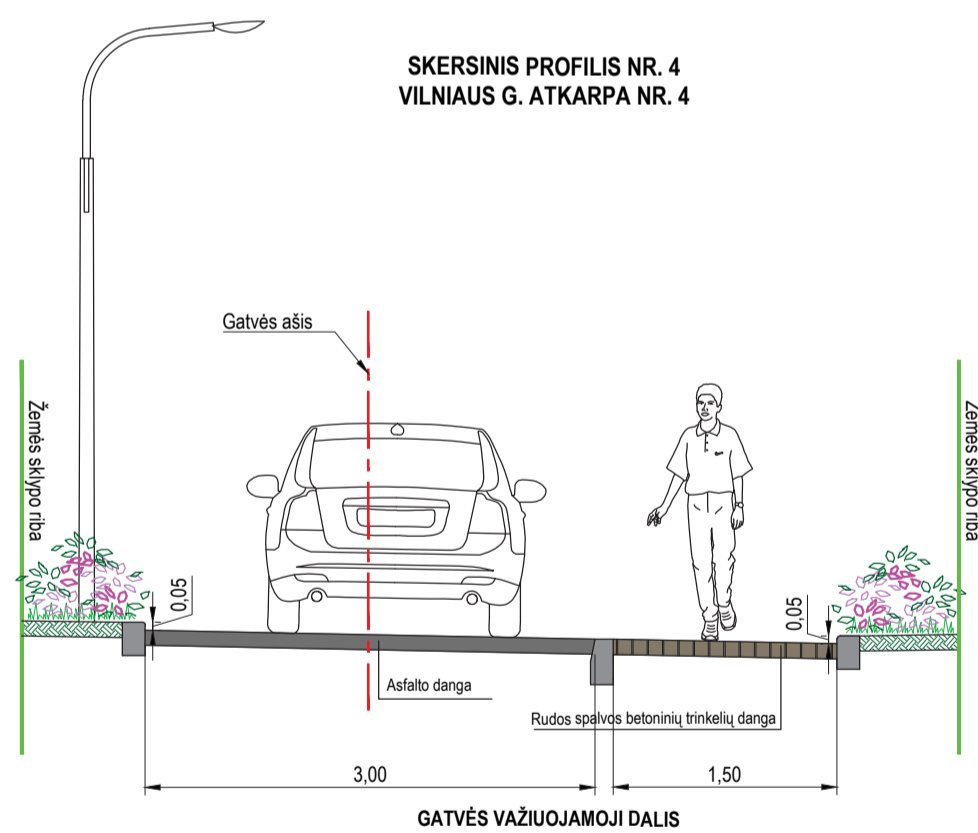 SKERSINIS PROFILIS NR. 4
VILNIAUS G. ATKARPA NR. 4
Gatvės ašis
Žemės sklypo riba
Žemės sklypo riba
0,05
0,05
Asfalto danga
Rudos spalvos betoninių trinkelių danga
3,00
1,50
GATVĖS VAŽIUOJAMOJI DALIS